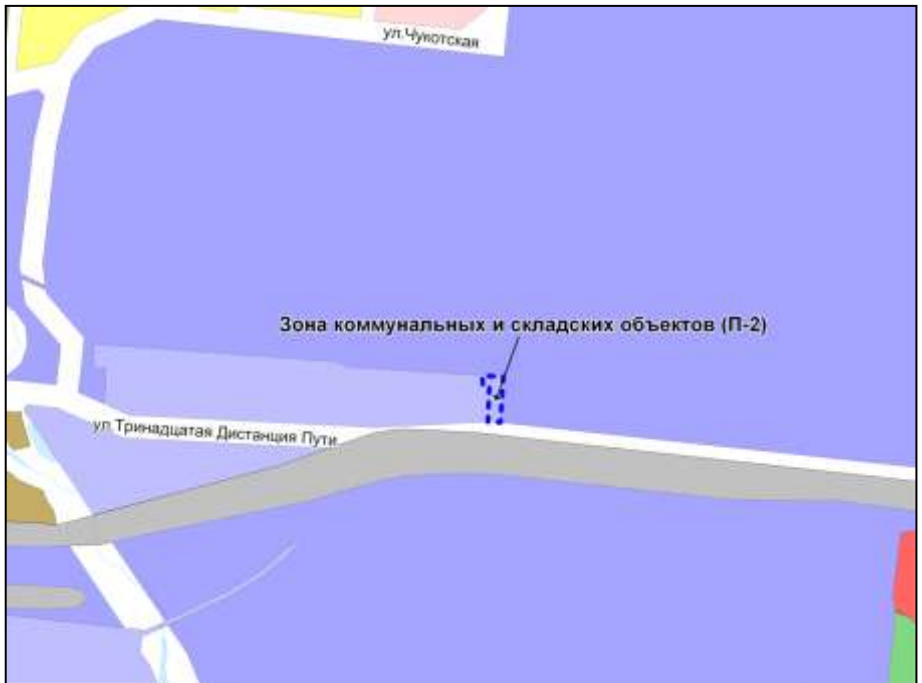 ул.Чукотская
Зона коммунальных и складских объектов (П-2)
ул.Тринадцатая Дистанция Пути